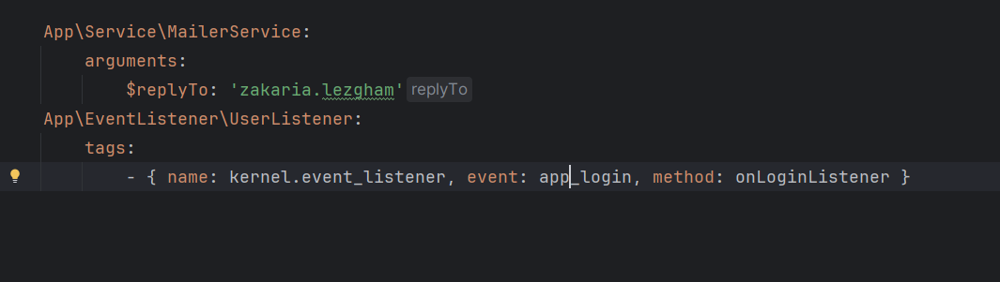 App\Service\MailerService:
arguments:
$replyTo: 'zakaria.lezgham' replyTo
App\EventListener\UserListener:
tags:
- { name: kernel.event_listener, event: app_login, method: onLoginListener }